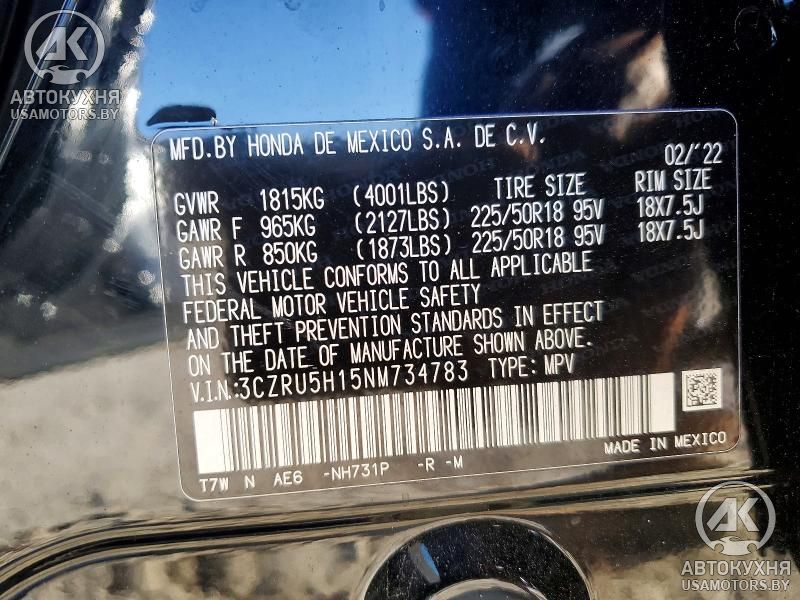 AK
АВТОКУХНЯ
USAMOTORS.BY
MFD.BY HONDA DE MEXICO S.A. DE C.V.
02/'22
GVWR 1815KG (4001LBS) TIRE SIZE RIM SIZE
GAWR F 965KG (2127LBS) 225/50R18 95V 18X7.5J
GAWR R 850KG (1873LBS) 225/50R18 95V 18X7.5J
THIS VEHICLE CONFORMS TO ALL APPLICABLE
FEDERAL MOTOR VEHICLE SAFETY
AND THEFT PREVENTION STANDARDS IN EFFECT
ON THE DATE OF MANUFACTURE SHOWN ABOVE.
V.I.N.:3CZRU5H15NM734783 TYPE: MPV
MADE IN MEXICO
T7W N AE6 -NH731P -R -M
AK
АВТОКУХНЯ
USAMOTORS.BY